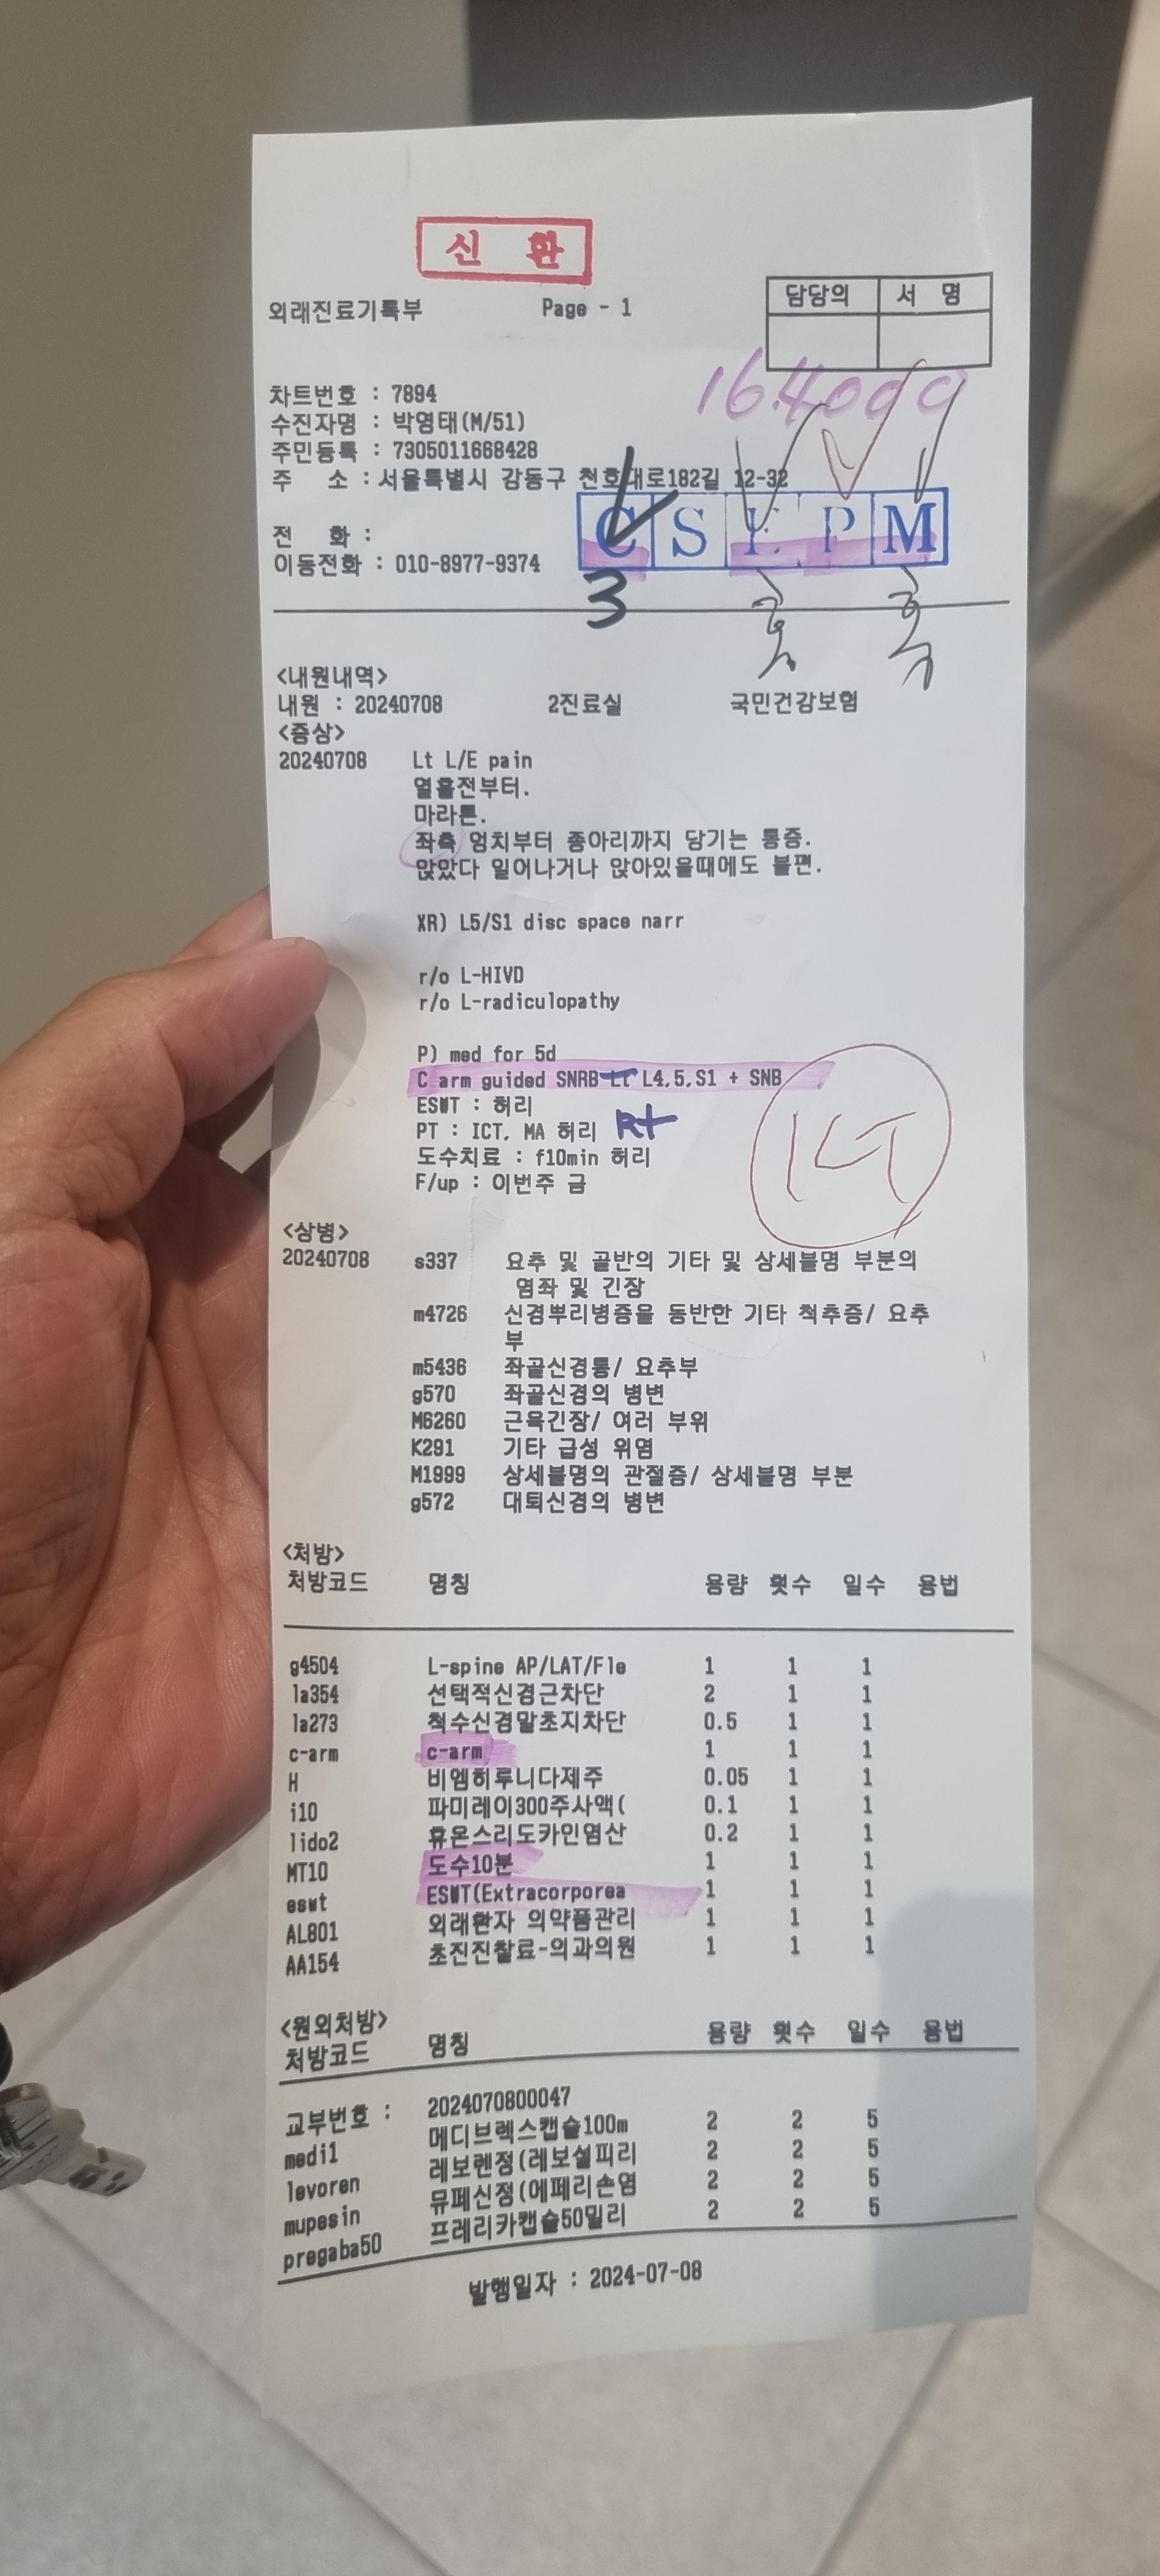 신 환
외래진료기록부 Page - 1
담당의 서 명
164000
차트번호 : 7894
수진자명 : 박영태(M/51)
주민등록 : 7305011668428
주 소 : 서울특별시 강동구 천호대로182길 12-32
전 화 :
C S E P M
이동전화 : 010-8977-9374
3
<내원내역>
내원 : 20240708 2진료실 국민건강보험
<증상>
20240708 Lt L/E pain
열흘전부터.
마라톤.
좌측 엉치부터 종아리까지 당기는 통증.
앉았다 일어나거나 앉아있을때에도 불편.
XR) L5/S1 disc space narr
r/o L-HIVD
r/o L-radiculopathy
P) med for 5d
C arm guided SNRB Lt L4,5,S1 + SNB
ESWT : 허리
PT : ICT, MA 허리 Rt
도수치료 : f10min 허리
F/up : 이번주 금
<상병>
20240708 s337 요추 및 골반의 기타 및 상세불명 부분의
염좌 및 긴장
m4726 신경뿌리병증을 동반한 기타 척추증/ 요추
부
m5436 좌골신경통/ 요추부
g570 좌골신경의 병변
M6260 근육긴장/ 여러 부위
K291 기타 급성 위염
M1999 상세불명의 관절증/ 상세불명 부분
g572 대퇴신경의 병변
<처방>
처방코드 명칭 용량 횟수 일수 용법
g4504 L-spine AP/LAT/Fle 1 1 1
la354 선택적신경근차단 2 1 1
la273 척수신경말초지차단 0.5 1 1
c-arm c-arm 1 1 1
H 비엠히루니다제주 0.05 1 1
i10 파미레이300주사액( 0.1 1 1
lido2 휴온스리도카인염산 0.2 1 1
MT10 도수10분 1 1 1
eswt ESWT(Extracorporea 1 1 1
AL801 외래환자 의약품관리 1 1 1
AA154 초진진찰료-의과의원 1 1 1
<원외처방>
처방코드 명칭 용량 횟수 일수 용법
교부번호 : 2024070800047
medi1 메디브렉스캡슐100m 2 2 5
levoren 레보렌정(레보설피리 2 2 5
mupesin 뮤페신정(에페리손염 2 2 5
pregaba50 프레리카캡슐50밀리 2 2 5
발행일자 : 2024-07-08